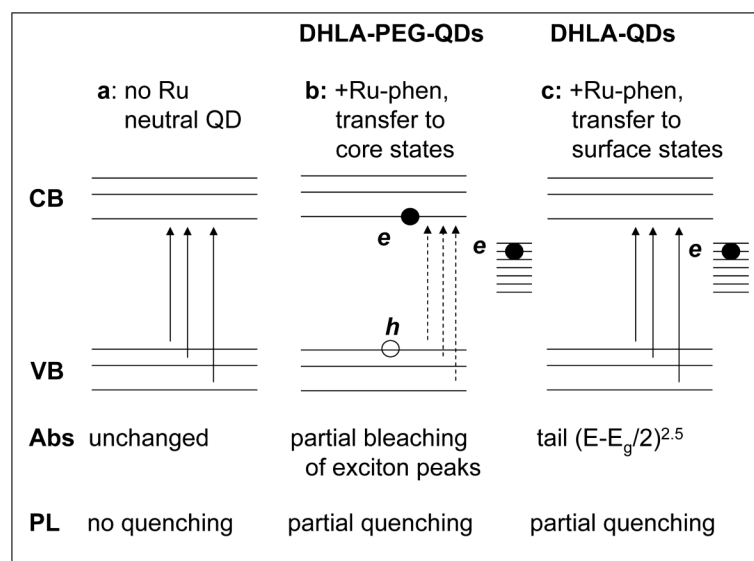 DHLA-PEG-QDs DHLA-QDs
a: no Ru b: +Ru-phen, c: +Ru-phen,
neutral QD transfer to transfer to
core states surface states
CB
e e e
h
VB
Abs unchanged partial bleaching tail (E-E_g/2)^2.5
of exciton peaks
PL no quenching partial quenching partial quenching